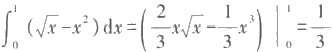 ∫₀¹ (√x−x²) dx=(2/3 x√x−1/3 x³) |₀¹=1/3